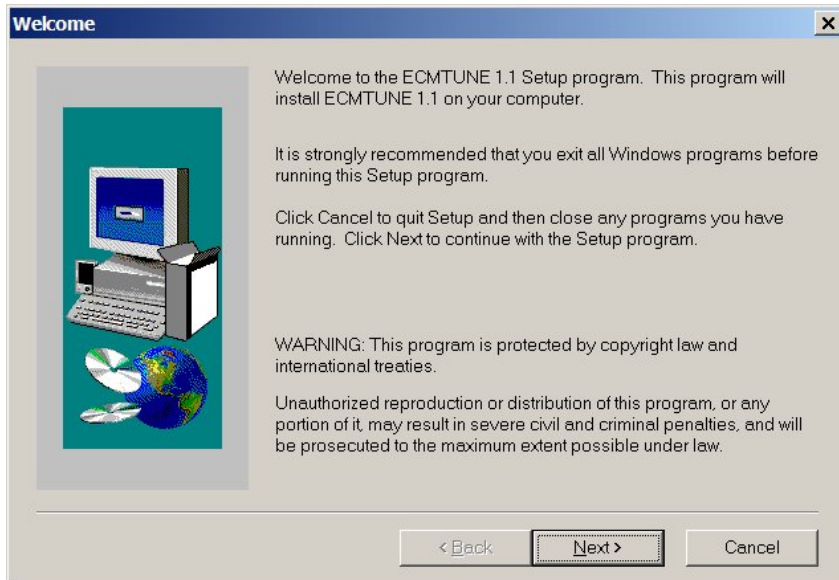 Welcome
Welcome to the ECMTUNE 1.1 Setup program. This program will
install ECMTUNE 1.1 on your computer.
It is strongly recommended that you exit all Windows programs before
running this Setup program.
Click Cancel to quit Setup and then close any programs you have
running. Click Next to continue with the Setup program.
WARNING: This program is protected by copyright law and
international treaties.
Unauthorized reproduction or distribution of this program, or any
portion of it, may result in severe civil and criminal penalties, and will
be prosecuted to the maximum extent possible under law.
< Back Next > Cancel